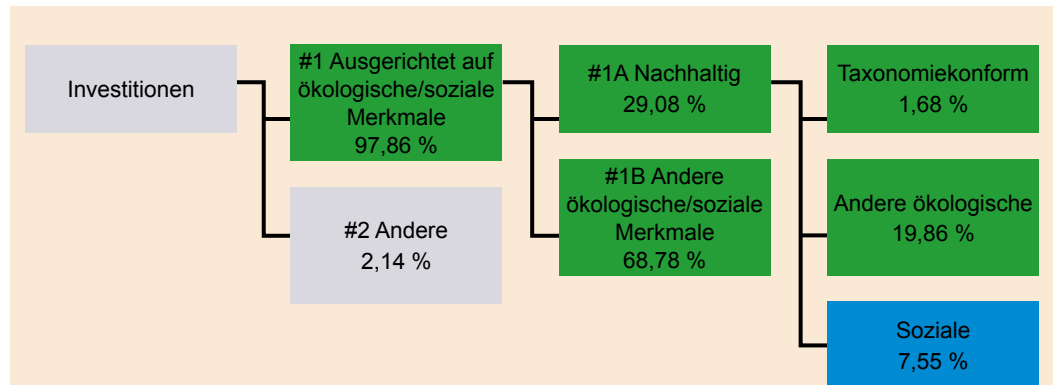 Investitionen
#1 Ausgerichtet auf
ökologische/soziale
Merkmale
97,86 %
#2 Andere
2,14 %
#1A Nachhaltig
29,08 %
#1B Andere
ökologische/soziale
Merkmale
68,78 %
Taxonomiekonform
1,68 %
Andere ökologische
19,86 %
Soziale
7,55 %